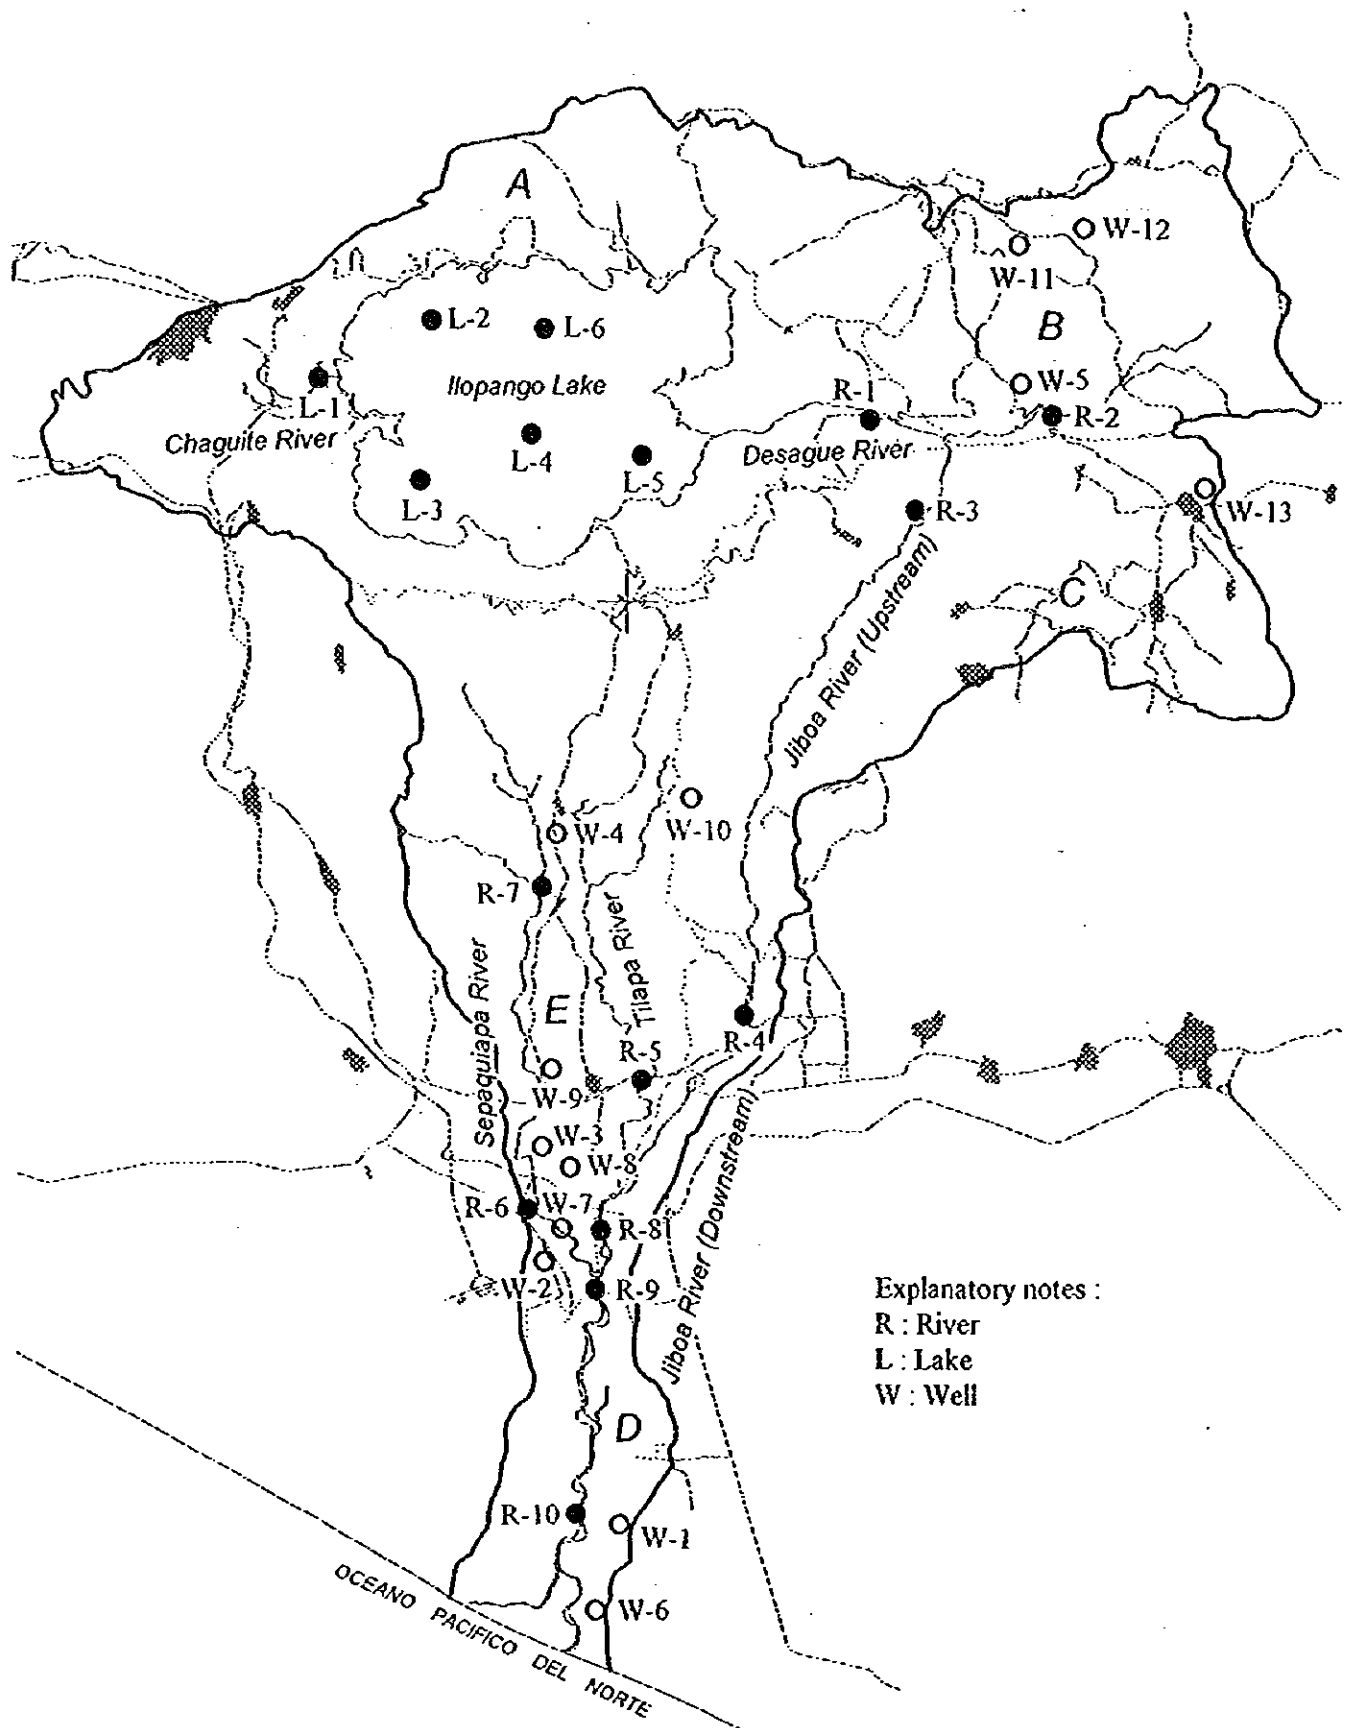 A
W-12
W-11
L-2
L-6
B
Ilopango Lake
W-5
L-1
R-1
R-2
Chaguite River
L-4
Desague River
L-5
L-3
R-3
W-13
C
Jiboa River (Upstream)
W-10
W-4
R-7
Tilapa River
Sepaquiapa River
E
R-4
R-5
W-9
W-3
W-8
R-6
W-7
R-8
W-2
R-9
Jiboa River (Downstream)
Explanatory notes :
R : River
L : Lake
W : Well
D
R-10
W-1
W-6
OCEANO PACIFICO DEL NORTE